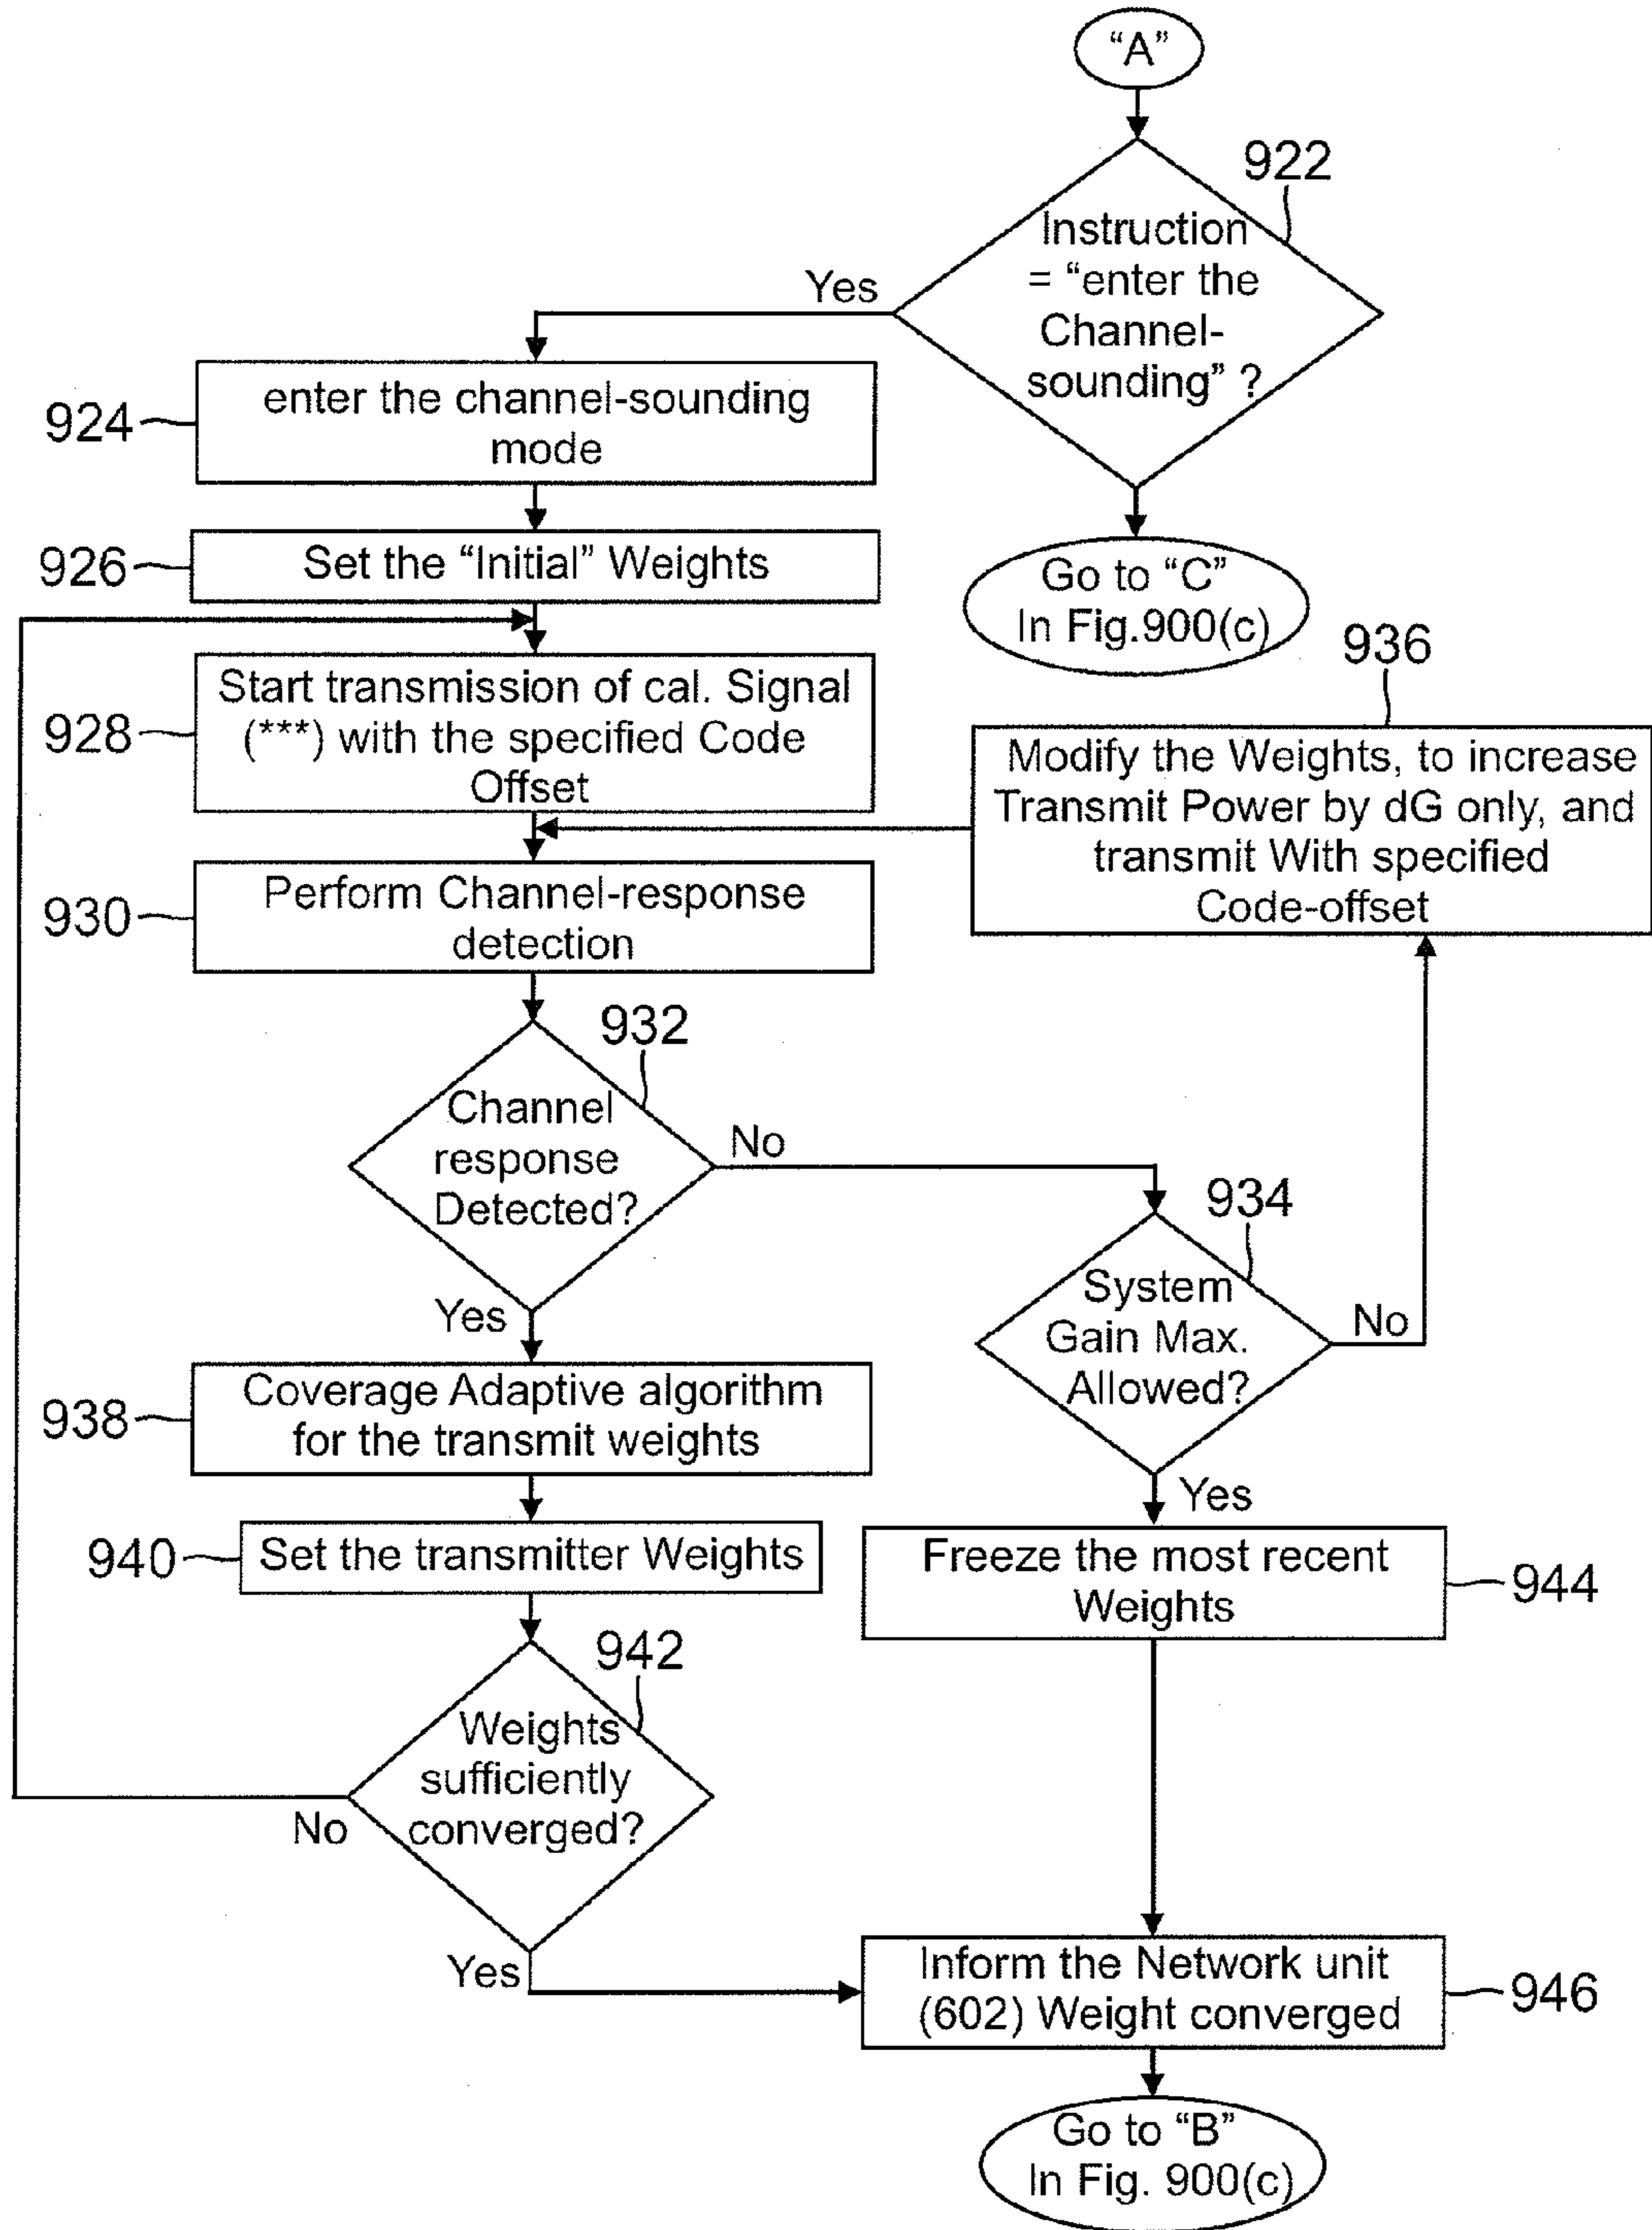 “A”
922
Instruction
= “enter the
Channel-
sounding” ?
Yes
924
enter the channel-sounding
mode
926
Set the “Initial” Weights
Go to “C”
In Fig.900(c)
928
Start transmission of cal. Signal
(***) with the specified Code
Offset
936
Modify the Weights, to increase
Transmit Power by dG only, and
transmit With specified
Code-offset
930
Perform Channel-response
detection
932
Channel
response
Detected?
No
934
System
Gain Max.
Allowed?
No
Yes
938
Coverage Adaptive algorithm
for the transmit weights
Yes
940
Set the transmitter Weights
Freeze the most recent
Weights
944
942
Weights
sufficiently
converged?
No
Yes
Inform the Network unit
(602) Weight converged
946
Go to “B”
In Fig. 900(c)